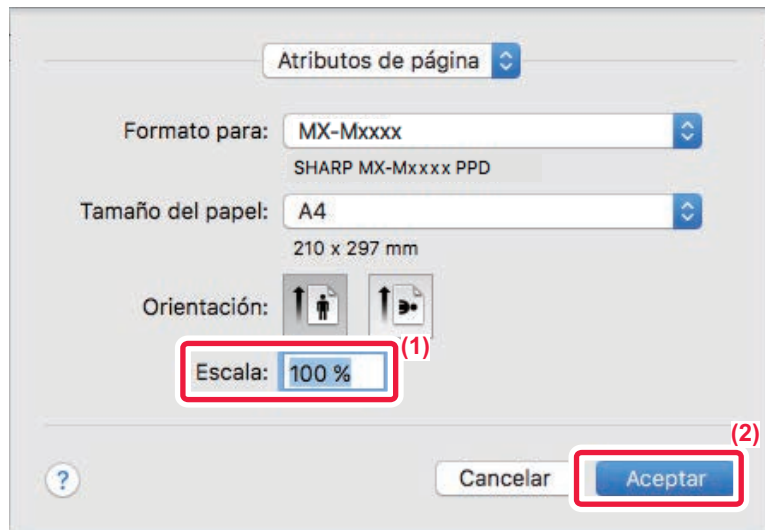 Atributos de página
Formato para: MX-Mxxxx
SHARP MX-Mxxxx PPD
Tamaño del papel: A4
210 x 297 mm
Orientación:
(1)
Escala: 100 %
(2)
? Cancelar Aceptar